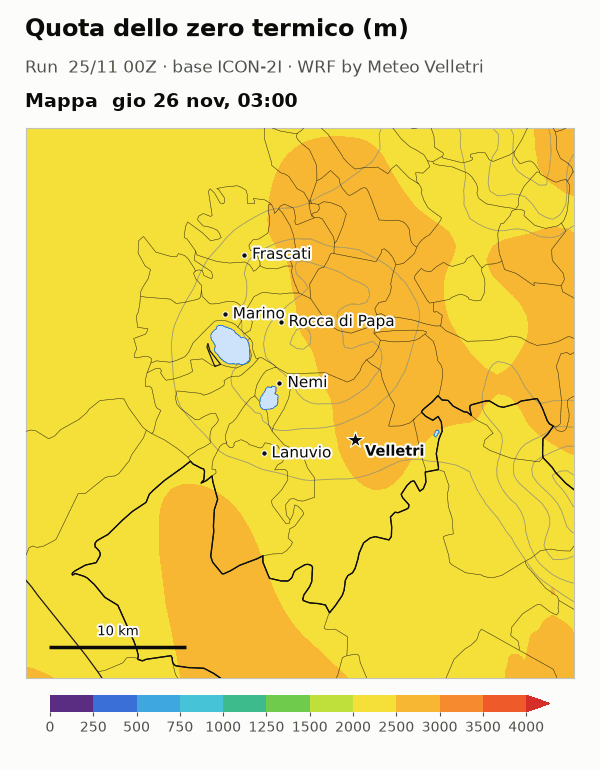 Quota dello zero termico (m)
Run 25/11 00Z · base ICON-2I · WRF by Meteo Velletri
Mappa gio 26 nov, 03:00
Frascati
Marino
Rocca di Papa
Nemi
Velletri
Lanuvio
10 km
0 250 500 750 1000 1250 1500 2000 2500 3000 3500 4000